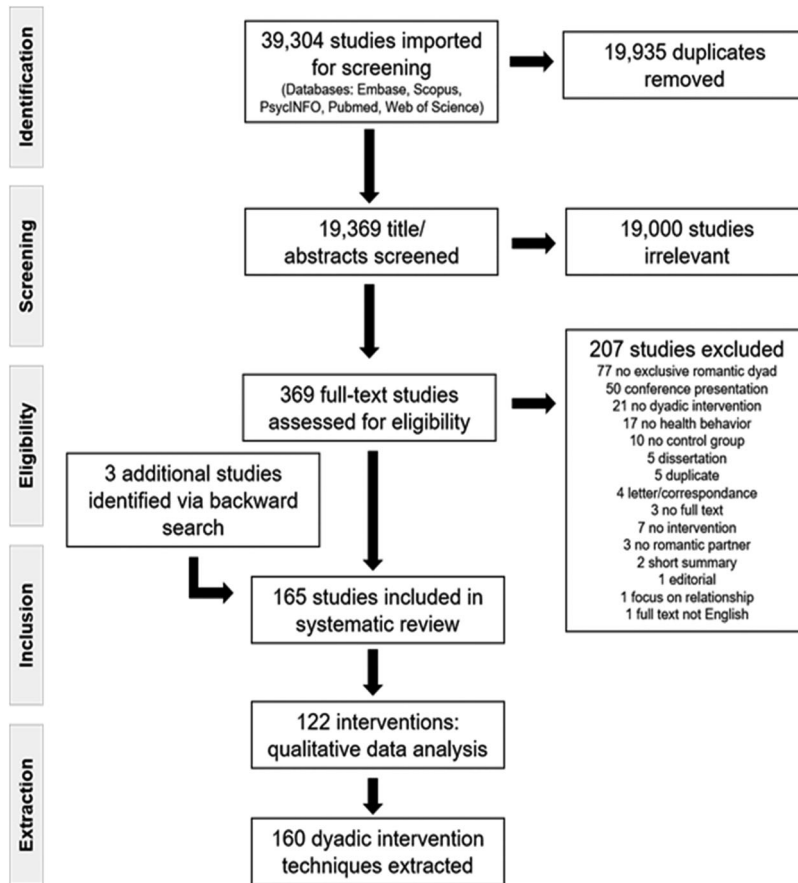 Identification
39,304 studies imported
for screening
(Databases: Embase, Scopus,
PsycINFO, Pubmed, Web of Science)
19,935 duplicates
removed
Screening
19,369 title/
abstracts screened
19,000 studies
irrelevant
Eligibility
369 full-text studies
assessed for eligibility
207 studies excluded
77 no exclusive romantic dyad
50 conference presentation
21 no dyadic intervention
17 no health behavior
10 no control group
5 dissertation
5 duplicate
4 letter/correspondance
3 no full text
7 no intervention
3 no romantic partner
2 short summary
1 editorial
1 focus on relationship
1 full text not English
3 additional studies
identified via backward
search
Inclusion
165 studies included in
systematic review
122 interventions:
qualitative data analysis
Extraction
160 dyadic intervention
techniques extracted